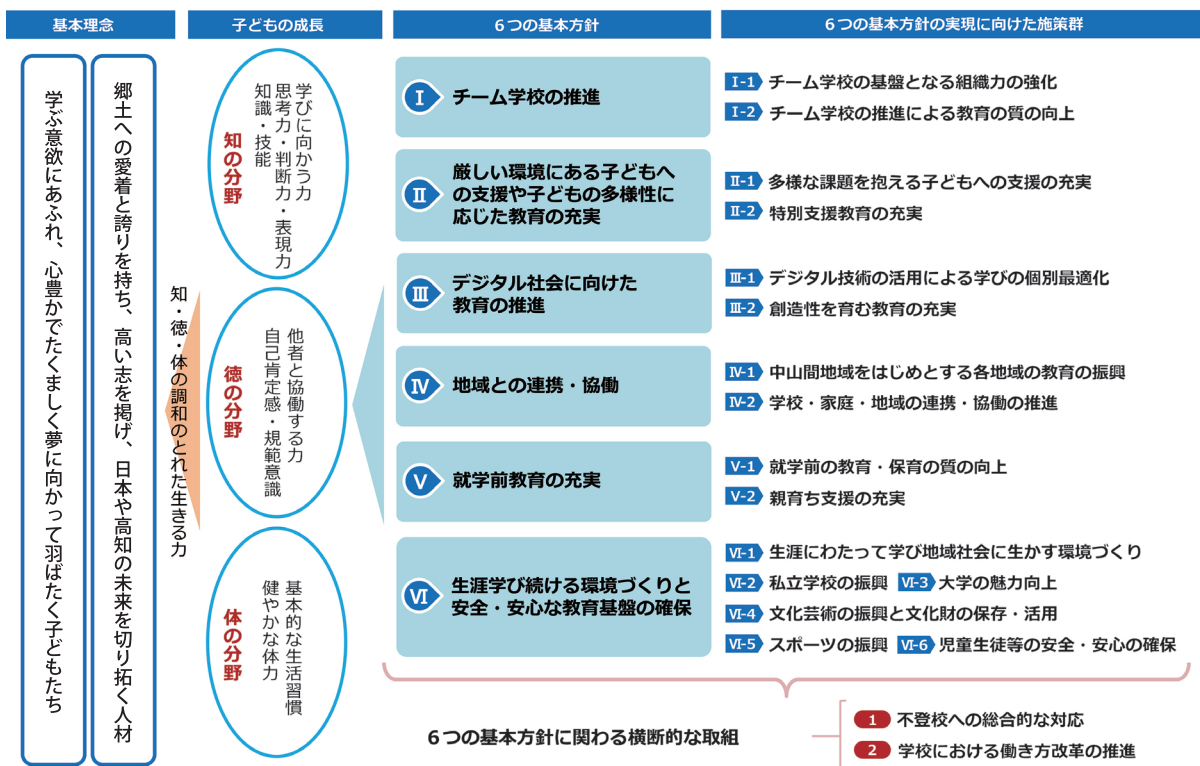 基本理念
子どもの成長
6つの基本方針
6つの基本方針の実現に向けた施策群
学ぶ意欲にあふれ、心豊かでたくましく夢に向かって羽ばたく子どもたち
郷土への愛着と誇りを持ち、高い志を掲げ、日本や高知の未来を切り拓く人材
知・徳・体の調和のとれた生きる力
学びに向かう力
思考力・判断力・表現力
知識・技能
知の分野
他者と協働する力
自己肯定感・規範意識
徳の分野
基本的な生活習慣
健やかな体力
体の分野
Ⅰ チーム学校の推進
Ⅰ-1 チーム学校の基盤となる組織力の強化
Ⅰ-2 チーム学校の推進による教育の質の向上
Ⅱ 厳しい環境にある子どもへ
の支援や子どもの多様性に
応じた教育の充実
Ⅱ-1 多様な課題を抱える子どもへの支援の充実
Ⅱ-2 特別支援教育の充実
Ⅲ デジタル社会に向けた
教育の推進
Ⅲ-1 デジタル技術の活用による学びの個別最適化
Ⅲ-2 創造性を育む教育の充実
Ⅳ 地域との連携・協働
Ⅳ-1 中山間地域をはじめとする各地域の教育の振興
Ⅳ-2 学校・家庭・地域の連携・協働の推進
Ⅴ 就学前教育の充実
Ⅴ-1 就学前の教育・保育の質の向上
Ⅴ-2 親育ち支援の充実
Ⅵ 生涯学び続ける環境づくりと
安全・安心な教育基盤の確保
Ⅵ-1 生涯にわたって学び地域社会に生かす環境づくり
Ⅵ-2 私立学校の振興 Ⅵ-3 大学の魅力向上
Ⅵ-4 文化芸術の振興と文化財の保存・活用
Ⅵ-5 スポーツの振興 Ⅵ-6 児童生徒等の安全・安心の確保
6つの基本方針に関わる横断的な取組
1 不登校への総合的な対応
2 学校における働き方改革の推進